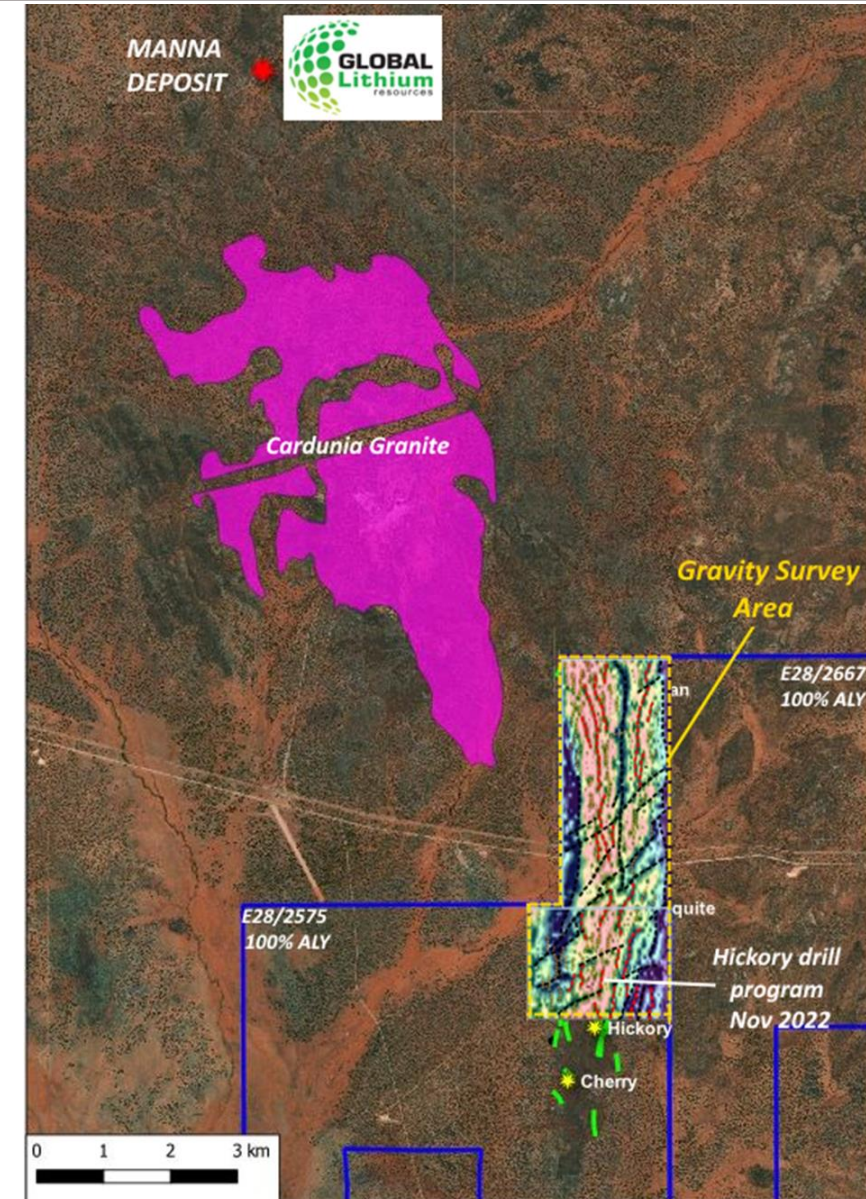 MANNA
DEPOSIT
GLOBAL
Lithium
resources
Cardunia Granite
Gravity Survey
Area
E28/2667
100% ALY
an
quite
E28/2575
100% ALY
Hickory drill
program
Nov 2022
Hickory
Cherry
0 1 2 3 km